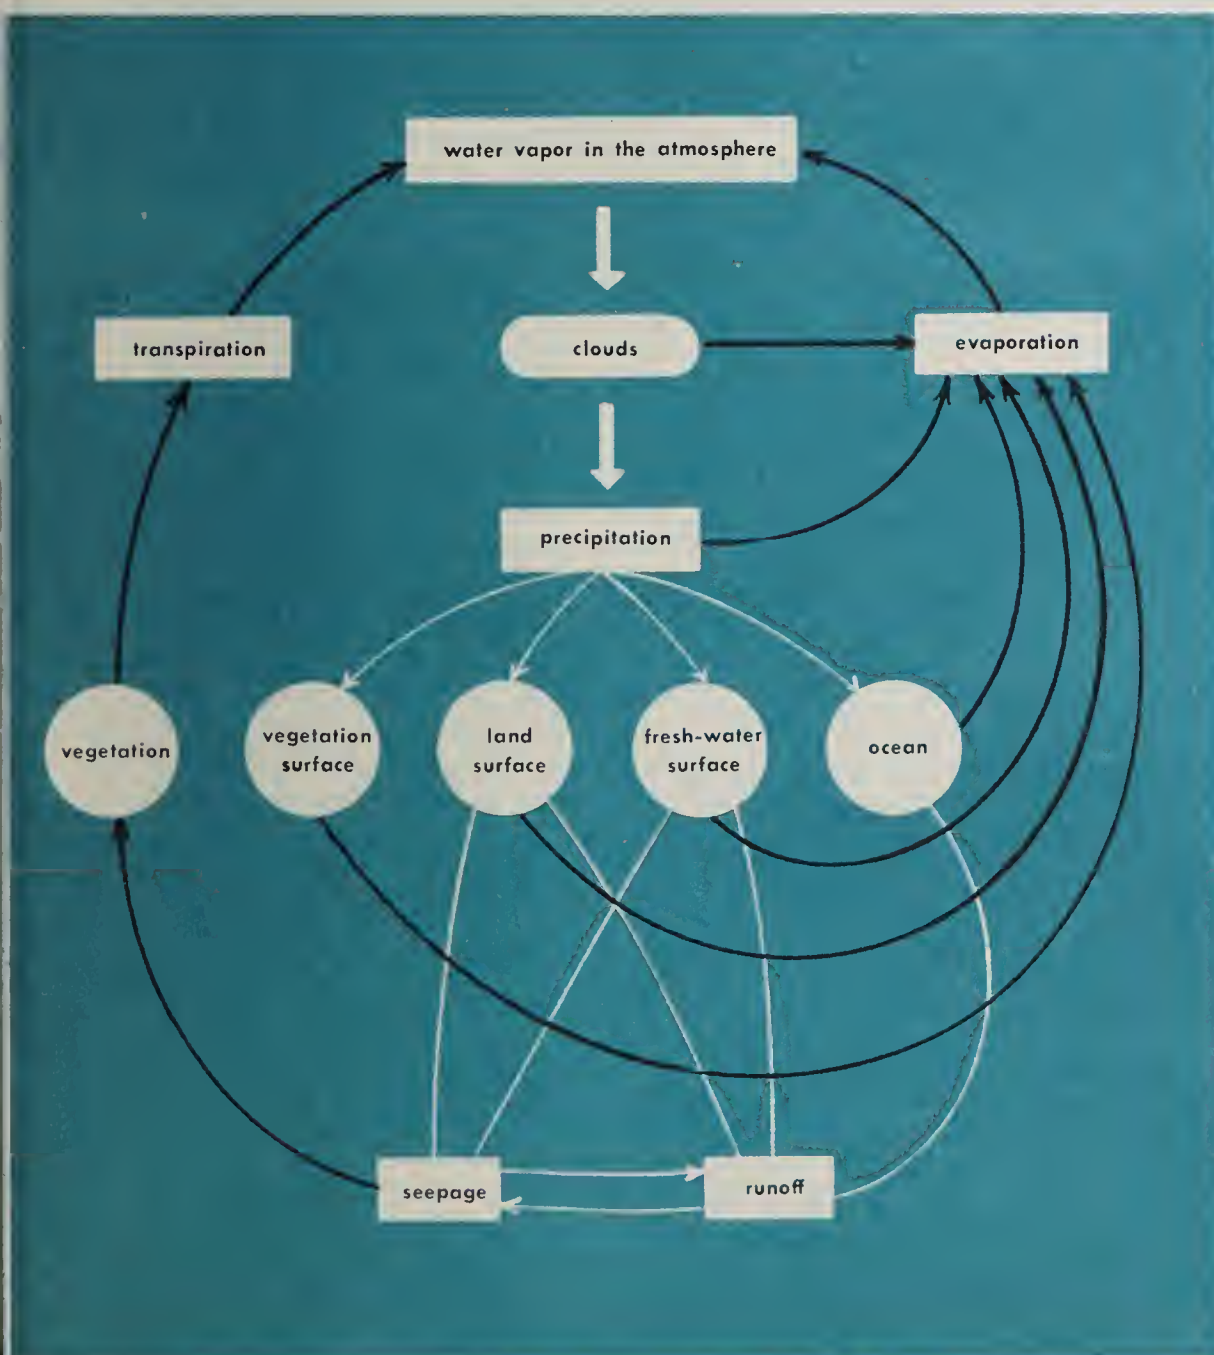 water vapor in the atmosphere
transpiration
clouds
evaporation
precipitation
vegetation
vegetation
surface
land
surface
fresh-water
surface
ocean
seepage
runoff